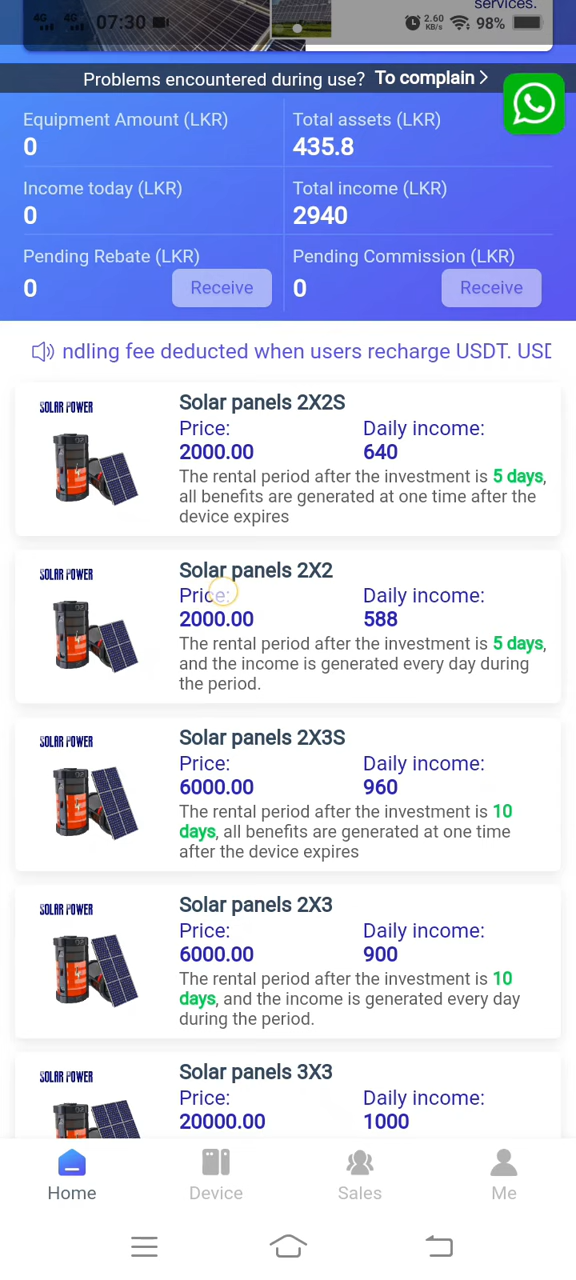 services.
4G 4G 07:30 2.60 KB/s 98%
Problems encountered during use? To complain >
Equipment Amount (LKR) Total assets (LKR)
0 435.8
Income today (LKR) Total income (LKR)
0 2940
Pending Rebate (LKR) Pending Commission (LKR)
0 Receive 0 Receive
ndling fee deducted when users recharge USDT. USD
SOLAR POWER
Solar panels 2X2S
Price: Daily income:
2000.00 640
The rental period after the investment is 5 days,
all benefits are generated at one time after the
device expires
SOLAR POWER
Solar panels 2X2
Price: Daily income:
2000.00 588
The rental period after the investment is 5 days,
and the income is generated every day during
the period.
SOLAR POWER
Solar panels 2X3S
Price: Daily income:
6000.00 960
The rental period after the investment is 10
days, all benefits are generated at one time
after the device expires
SOLAR POWER
Solar panels 2X3
Price: Daily income:
6000.00 900
The rental period after the investment is 10
days, and the income is generated every day
during the period.
SOLAR POWER
Solar panels 3X3
Price: Daily income:
20000.00 1000
Home Device Sales Me